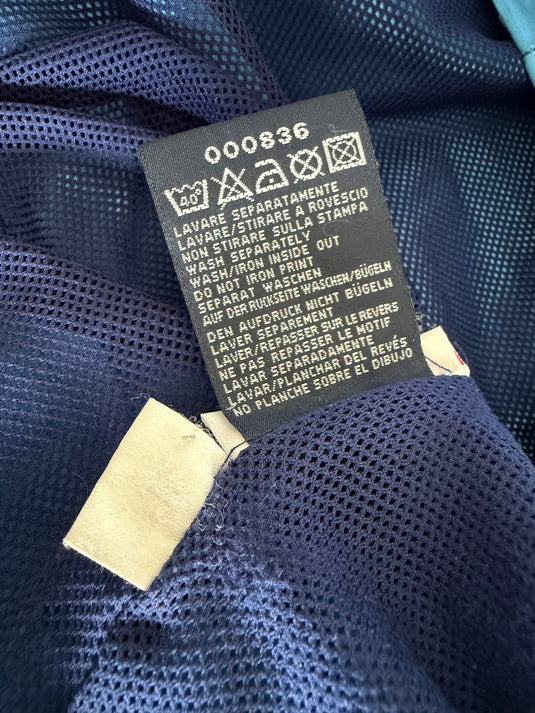 000836
40°
LAVARE SEPARATAMENTE
LAVARE/STIRARE A ROVESCIO
NON STIRARE SULLA STAMPA
WASH SEPARATELY
WASH/IRON INSIDE OUT
DO NOT IRON PRINT
SEPARAT WASCHEN
AUF DER RÜCKSEITE WASCHEN/BÜGELN
DEN AUFDRUCK NICHT BÜGELN
LAVER SEPAREMENT
LAVER/REPASSER SUR LE REVERS
NE PAS REPASSER LE MOTIF
LAVAR SEPARADAMENTE
LAVAR/PLANCHAR DEL REVÉS
NO PLANCHE SOBRE EL DIBUJO